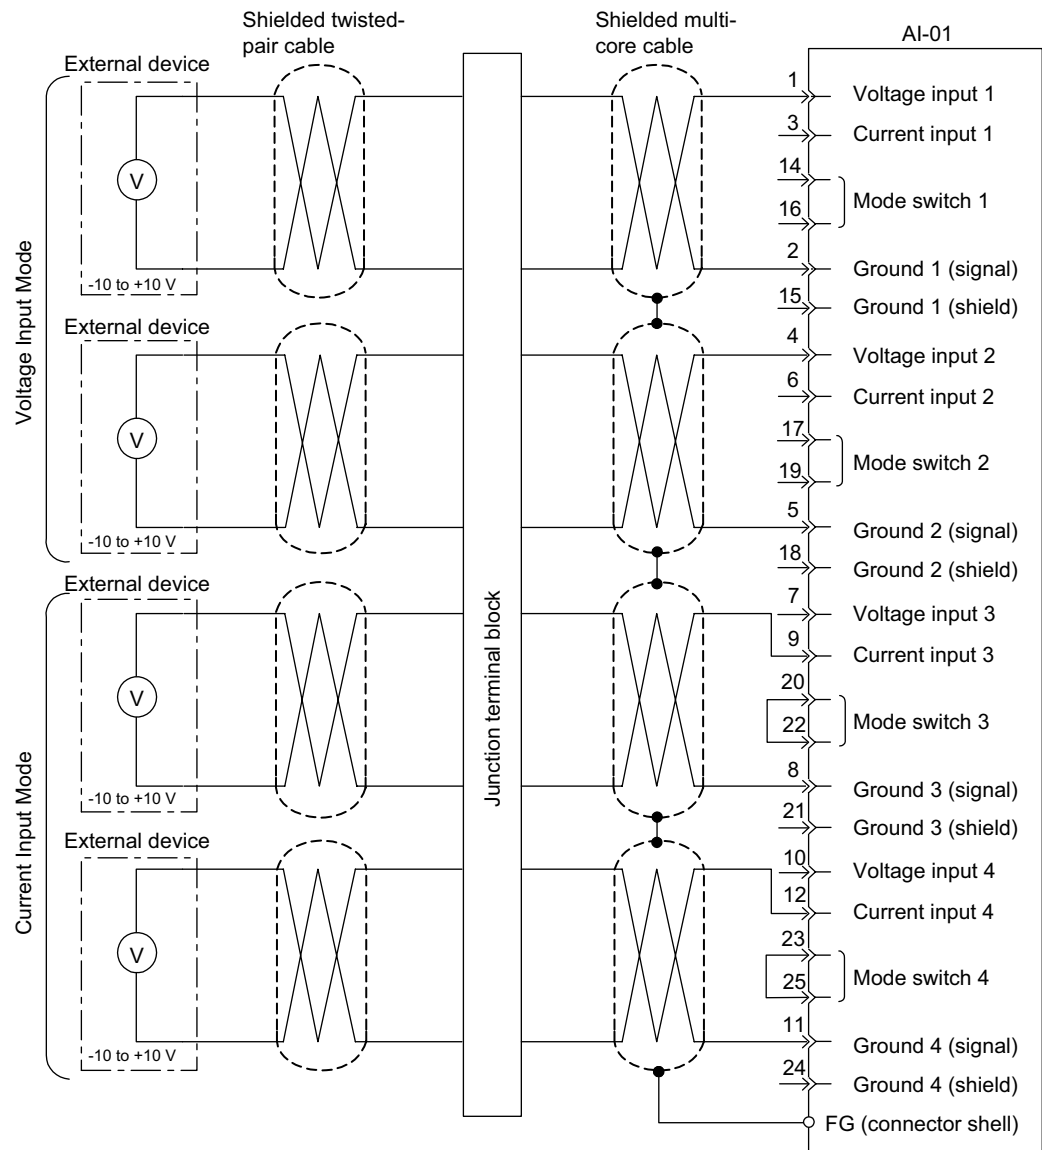 Shielded twisted-
pair cable
Shielded multi-
core cable
AI-01
External device
V
-10 to +10 V
External device
V
-10 to +10 V
External device
V
-10 to +10 V
External device
V
-10 to +10 V
Voltage Input Mode
Current Input Mode
Junction terminal block
1 Voltage input 1
3 Current input 1
14
Mode switch 1
16
2 Ground 1 (signal)
15 Ground 1 (shield)
4 Voltage input 2
6 Current input 2
17
Mode switch 2
19
5 Ground 2 (signal)
18 Ground 2 (shield)
7 Voltage input 3
9 Current input 3
20
Mode switch 3
22
8 Ground 3 (signal)
21 Ground 3 (shield)
10 Voltage input 4
12 Current input 4
23
Mode switch 4
25
11 Ground 4 (signal)
24 Ground 4 (shield)
FG (connector shell)